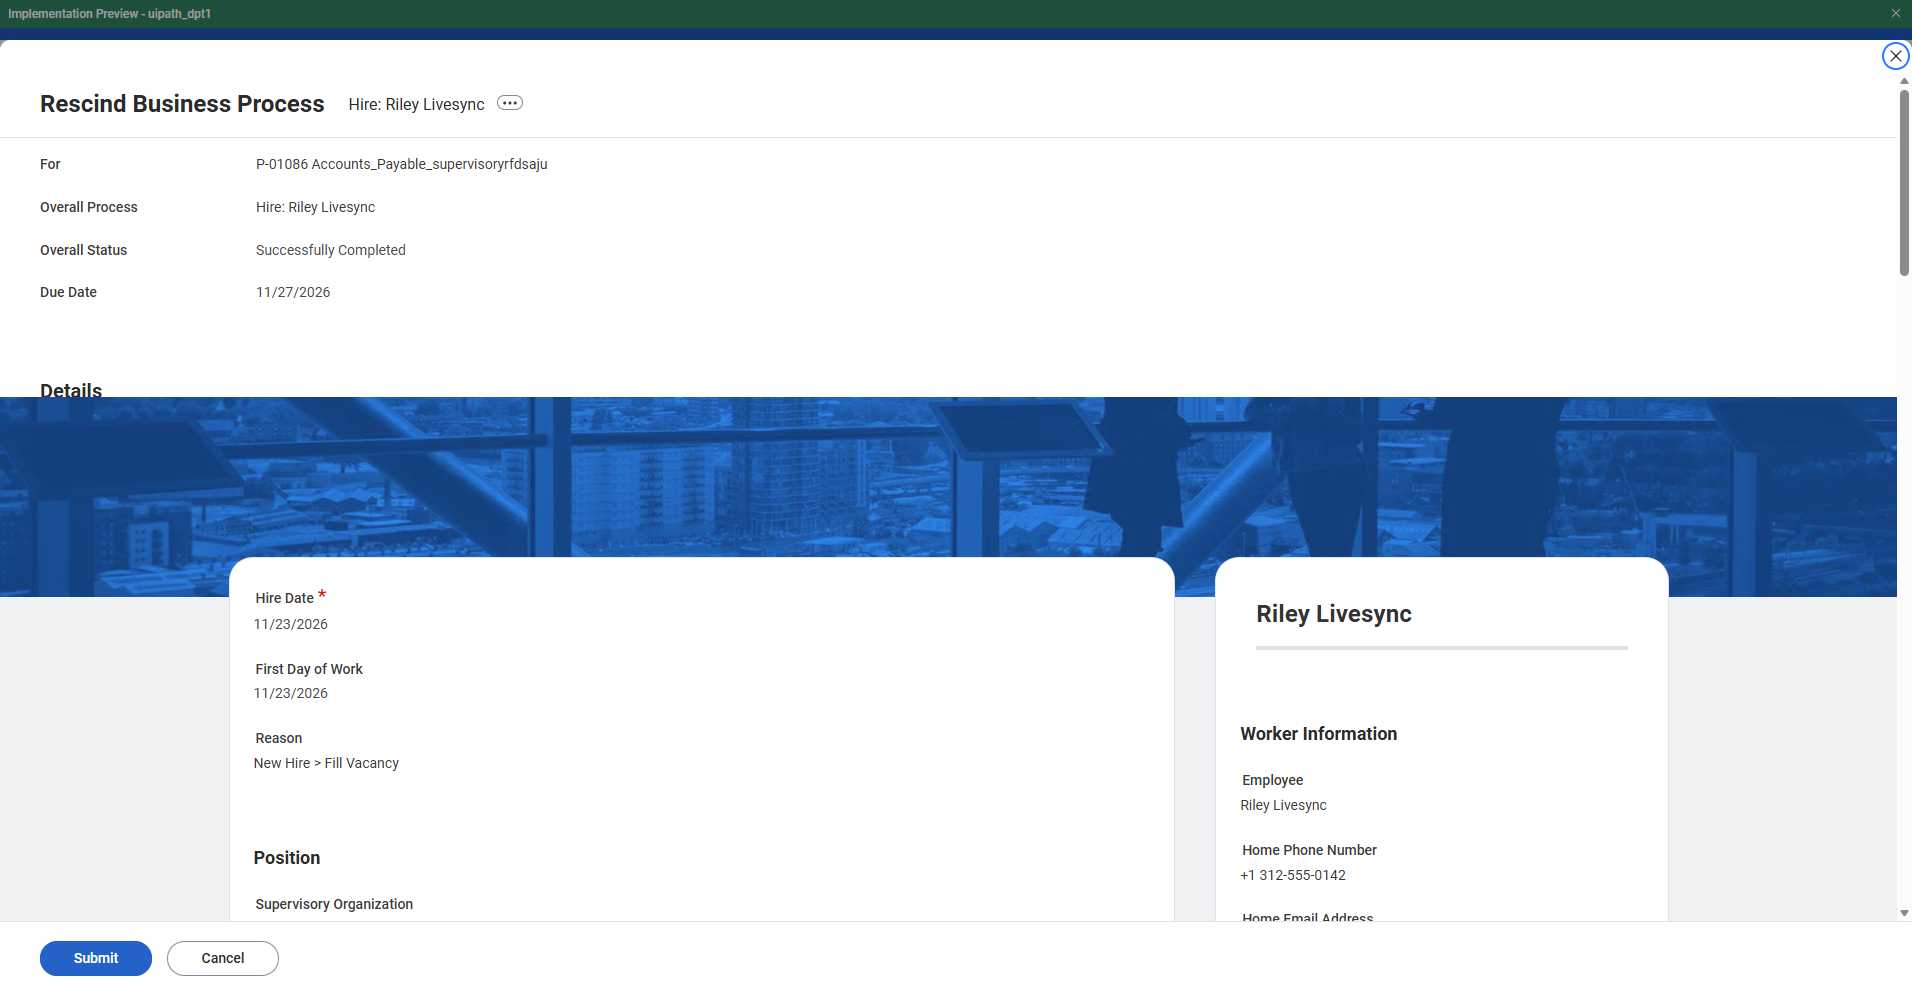 Implementation Preview - uipath_dpt1
Rescind Business Process
Hire: Riley Livesync
For
P-01086 Accounts_Payable_supervisoryrfdsaju
Overall Process
Hire: Riley Livesync
Overall Status
Successfully Completed
Due Date
11/27/2026
Details
Hire Date *
11/23/2026
First Day of Work
11/23/2026
Reason
New Hire > Fill Vacancy
Position
Supervisory Organization
Riley Livesync
Worker Information
Employee
Riley Livesync
Home Phone Number
+1 312-555-0142
Home Email Address
Submit
Cancel